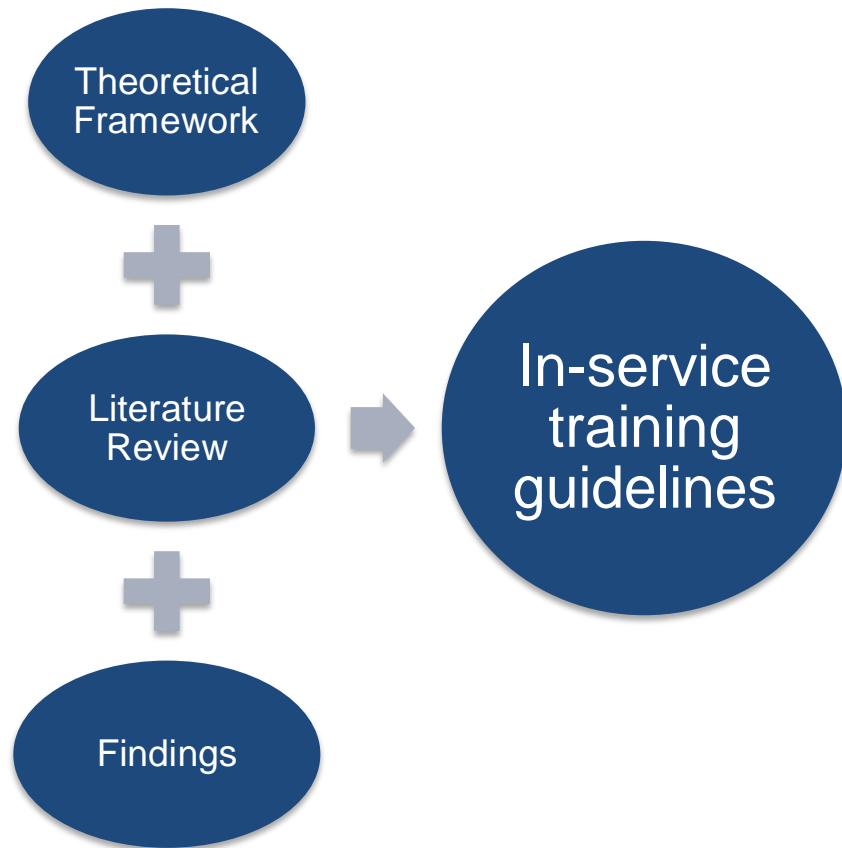 Theoretical
Framework
Literature
Review
Findings
In-service
training
guidelines